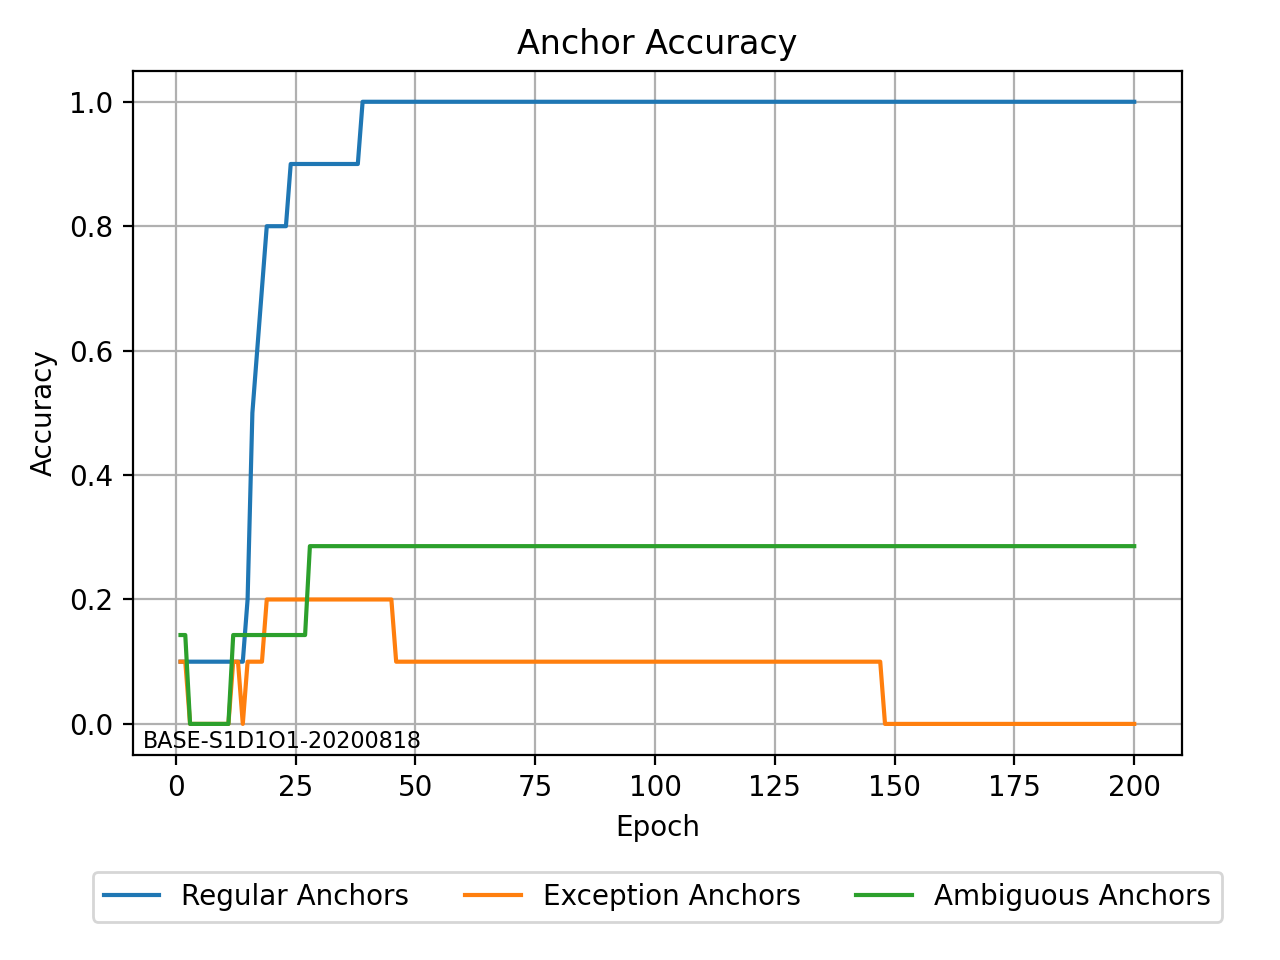 Anchor Accuracy
Accuracy
1.0
0.8
0.6
0.4
0.2
0.0
BASE-S1D1O1-20200818
0 25 50 75 100 125 150 175 200
Epoch
Regular Anchors Exception Anchors Ambiguous Anchors